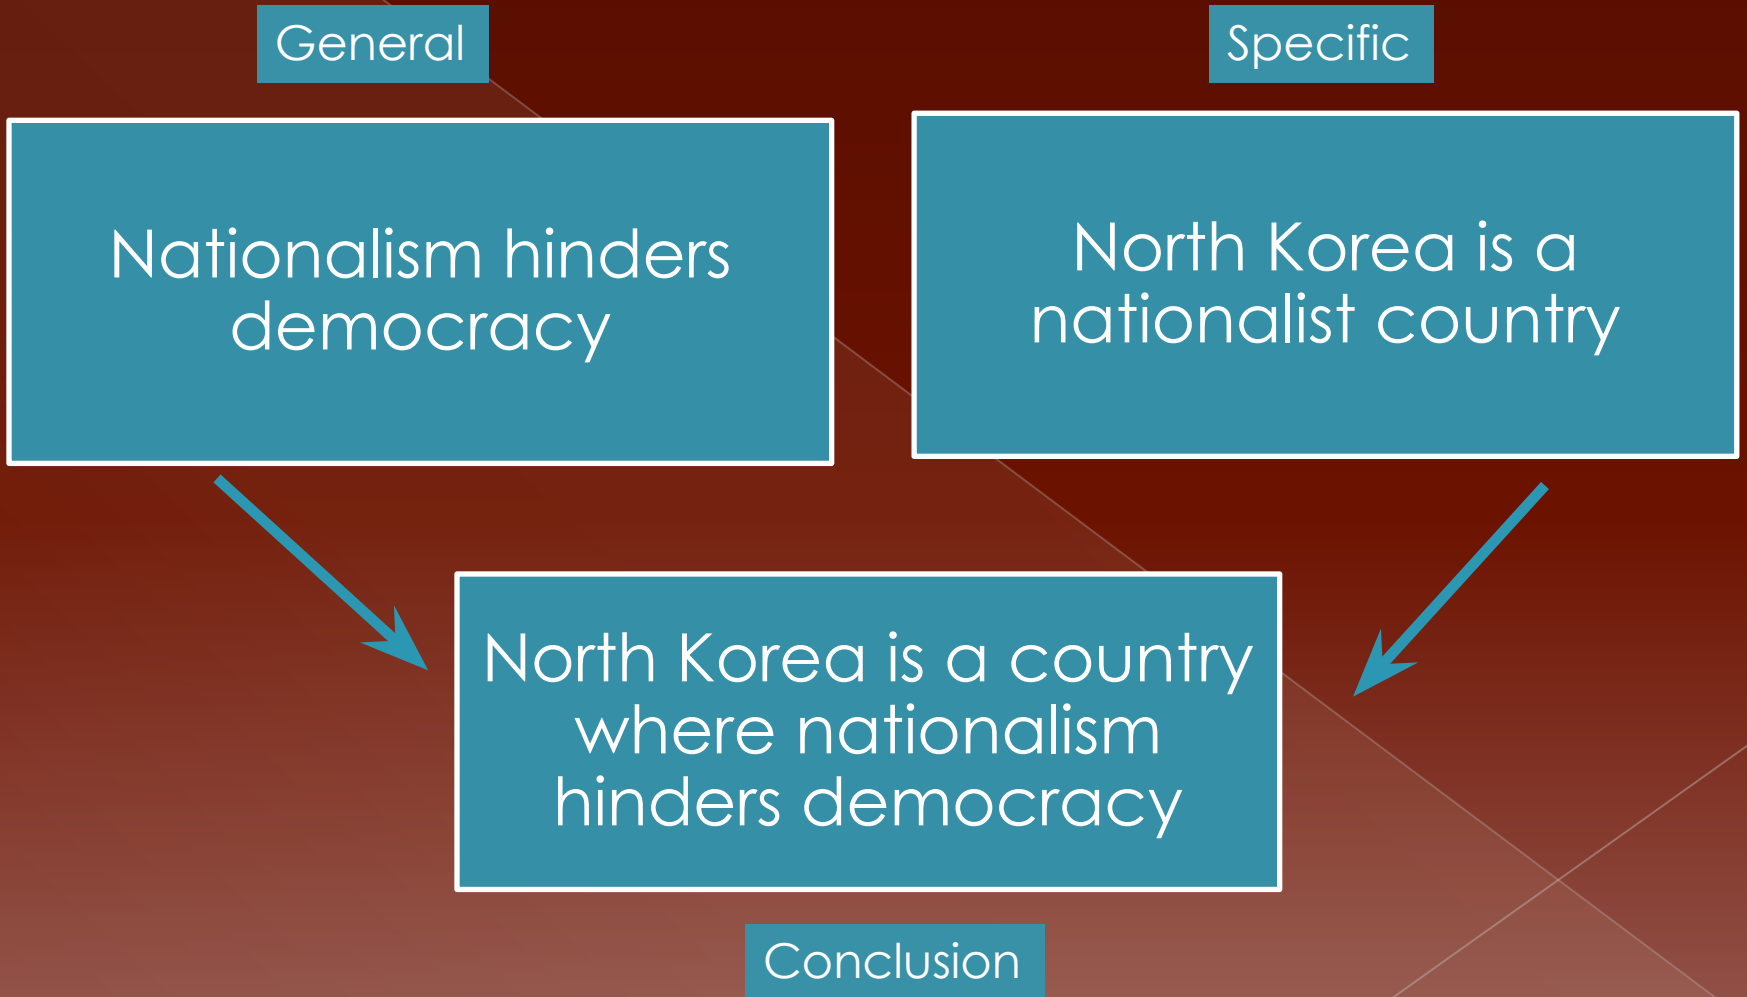 General
Specific
Nationalism hinders
democracy
North Korea is a
nationalist country
North Korea is a country
where nationalism
hinders democracy
Conclusion